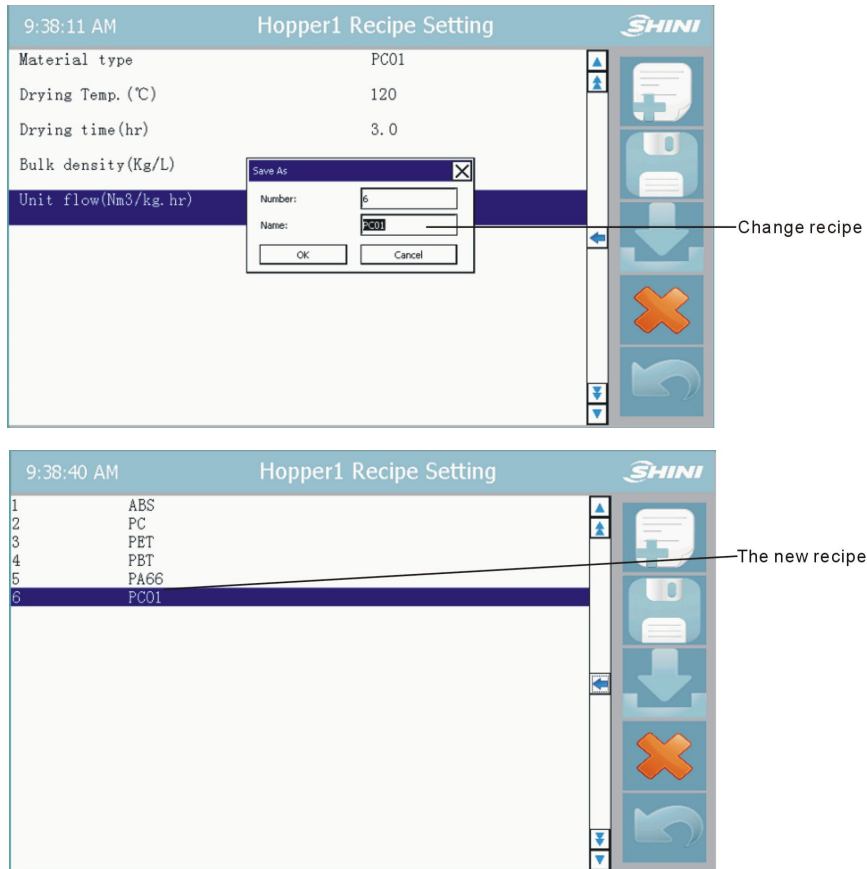 9:38:11 AM Hopper1 Recipe Setting SHINI
Material type PC01
Drying Temp.(℃) 120
Drying time(hr) 3.0
Bulk density(Kg/L)
Save As
Unit flow(Nm3/kg.hr)
Number: 6
Name: PC01
Change recipe
OK Cancel
9:38:40 AM Hopper1 Recipe Setting SHINI
1 ABS
2 PC
3 PET
4 PBT
5 PA66
6 PC01
The new recipe